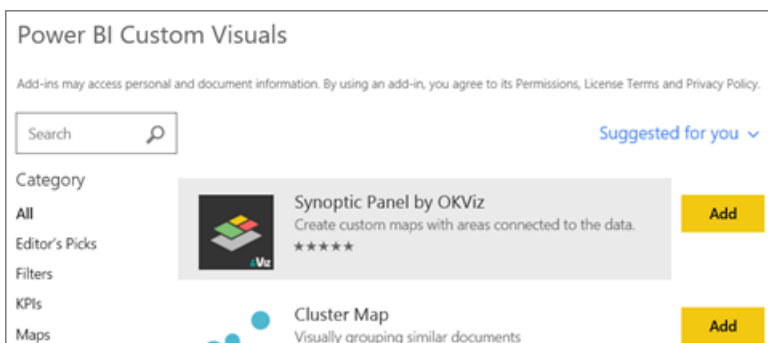 Power BI Custom Visuals
Add-ins may access personal and document information. By using an add-in, you agree to its Permissions, License Terms and Privacy Policy.
Search
Suggested for you
Category
All
Editor's Picks
Filters
KPIs
Maps
Synoptic Panel by OKViz
Create custom maps with areas connected to the data.
Add
Viz
Cluster Map
Visually grouping similar documents
Add